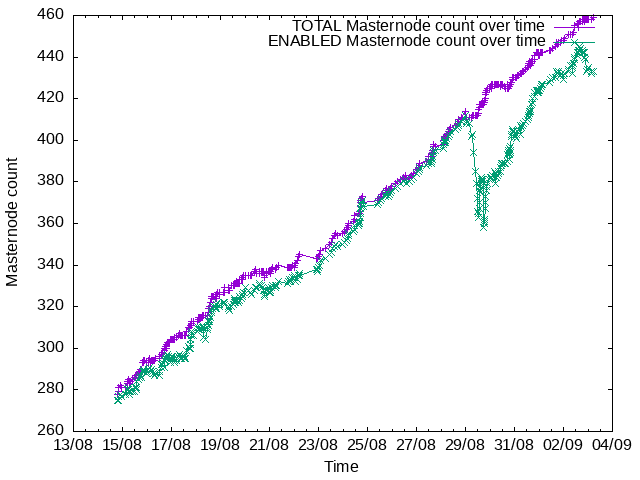 TOTAL Masternode count over time
ENABLED Masternode count over time
460
440
420
400
380
360
340
320
300
280
260
Masternode count
13/08 15/08 17/08 19/08 21/08 23/08 25/08 27/08 29/08 31/08 02/09 04/09
Time